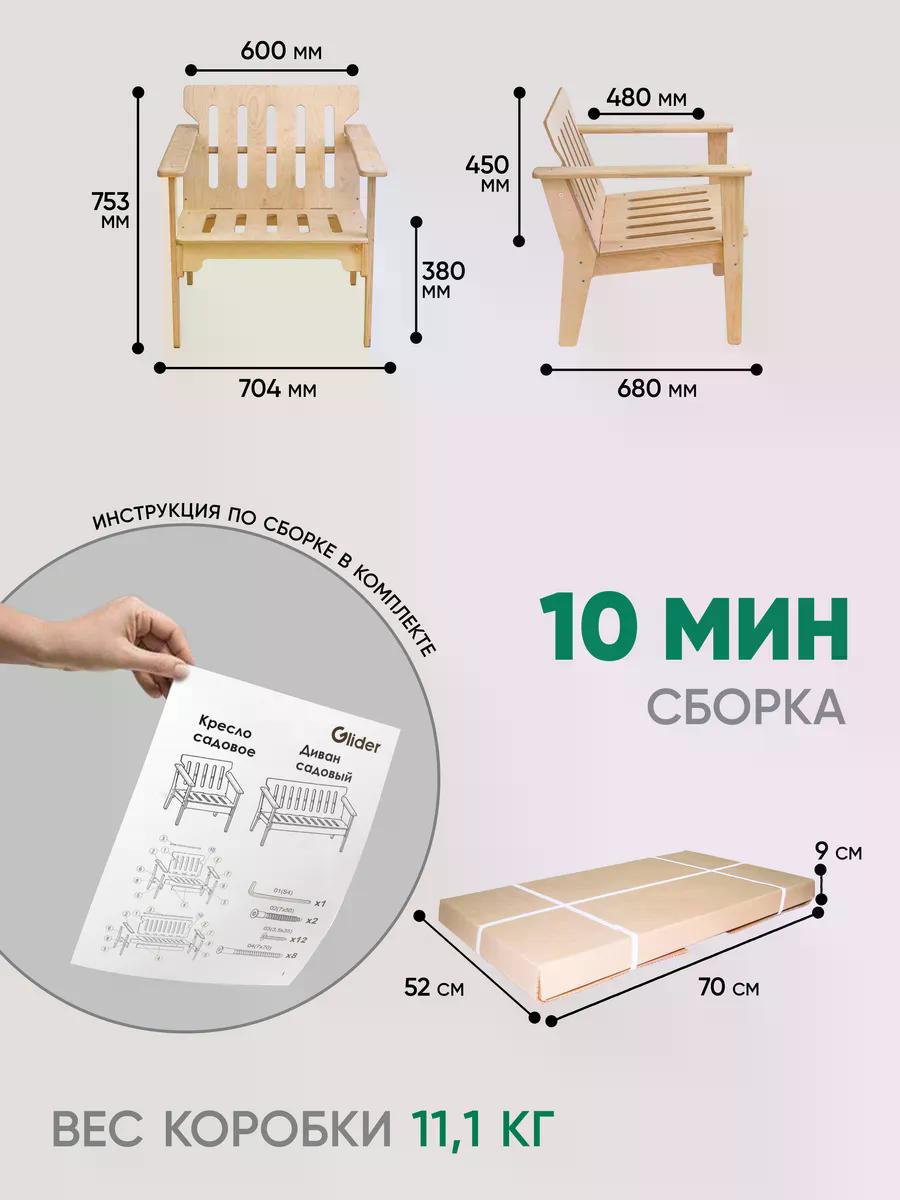 600 мм
480 мм
450
мм
753
мм
380
мм
704 мм
680 мм
ИНСТРУКЦИЯ ПО СБОРКЕ В КОМПЛЕКТЕ
10 МИН
СБОРКА
Кресло
садовое
Glider
Диван
садовый
01(S4)
x1
02(7x50)
x2
03(3,5x35)
x12
04(7x70)
x8
9 см
52 см
70 см
ВЕС КОРОБКИ 11,1 КГ